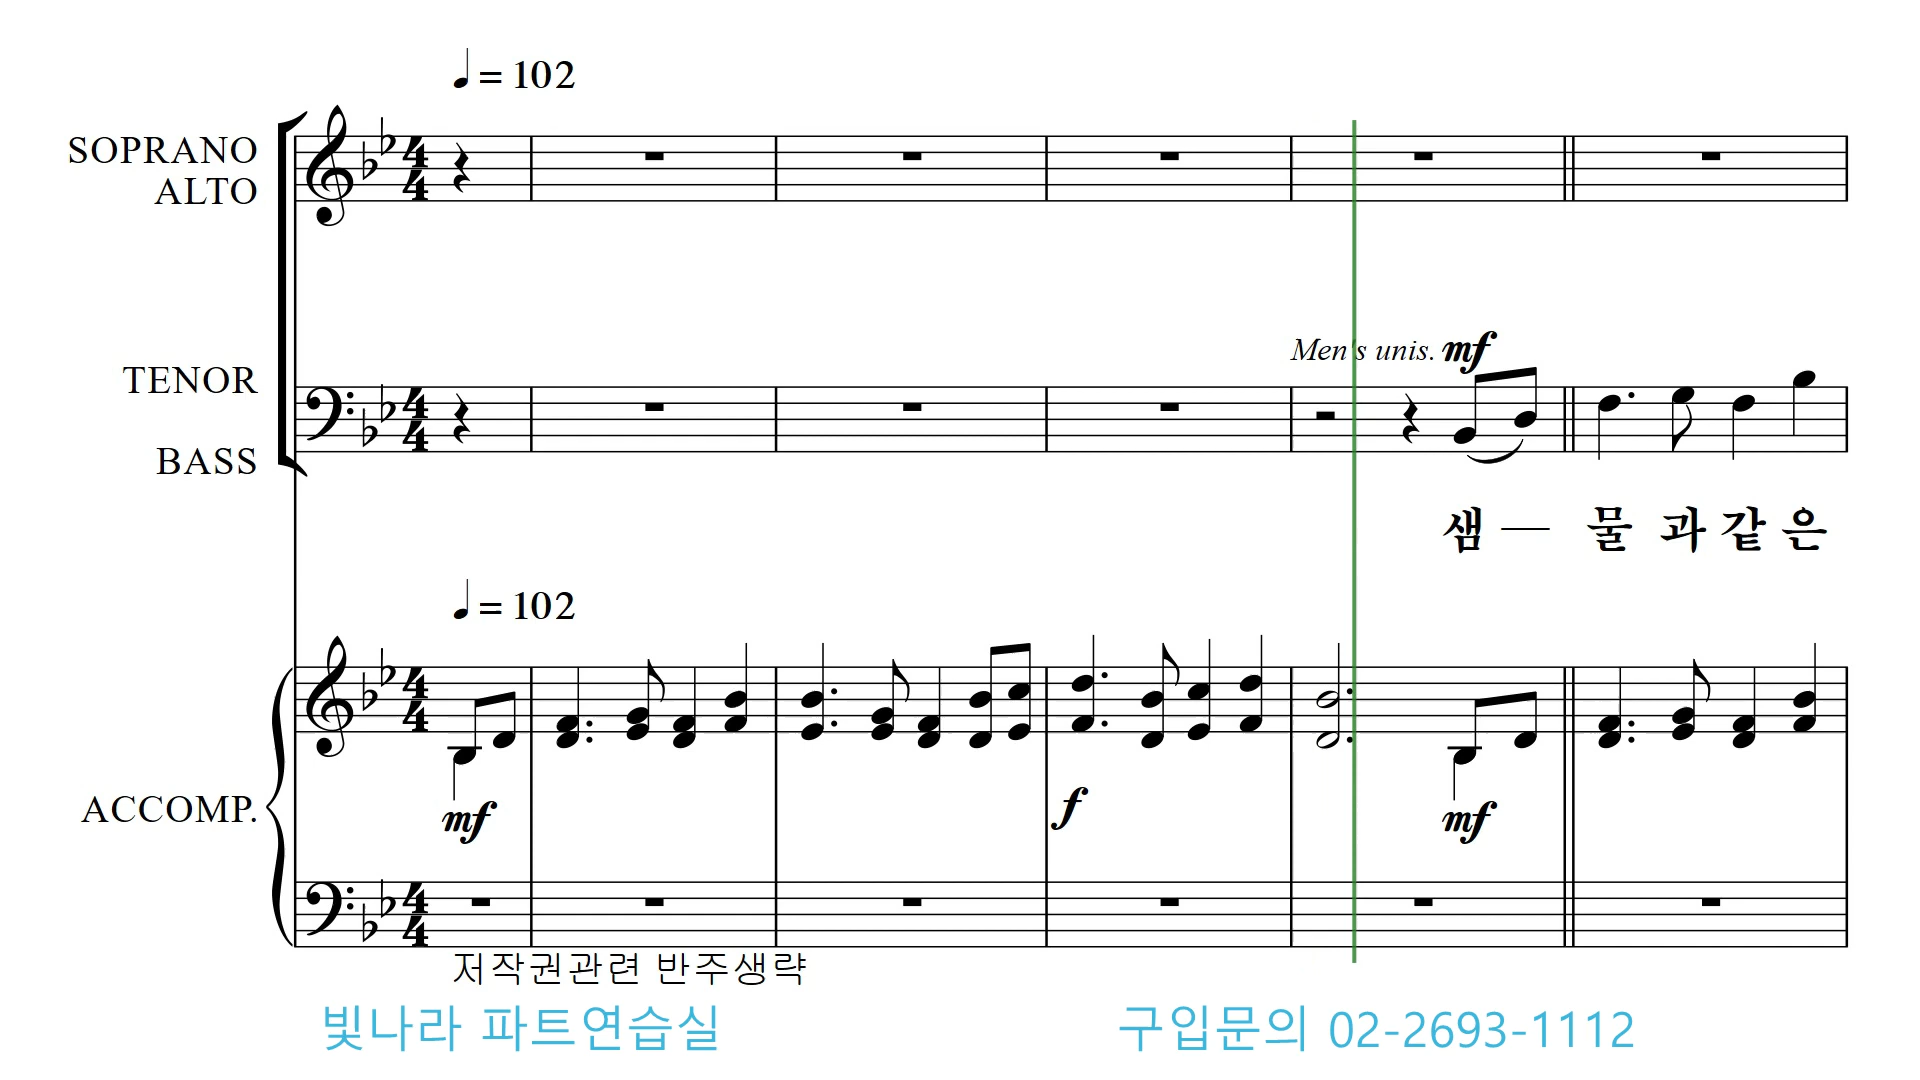 ♩ = 102
SOPRANO
ALTO
Men's unis. mf
TENOR
BASS
샘 — 물 과 같 은
♩ = 102
ACCOMP.
mf f mf
저작권관련 반주생략
빛나라 파트연습실 구입문의 02-2693-1112